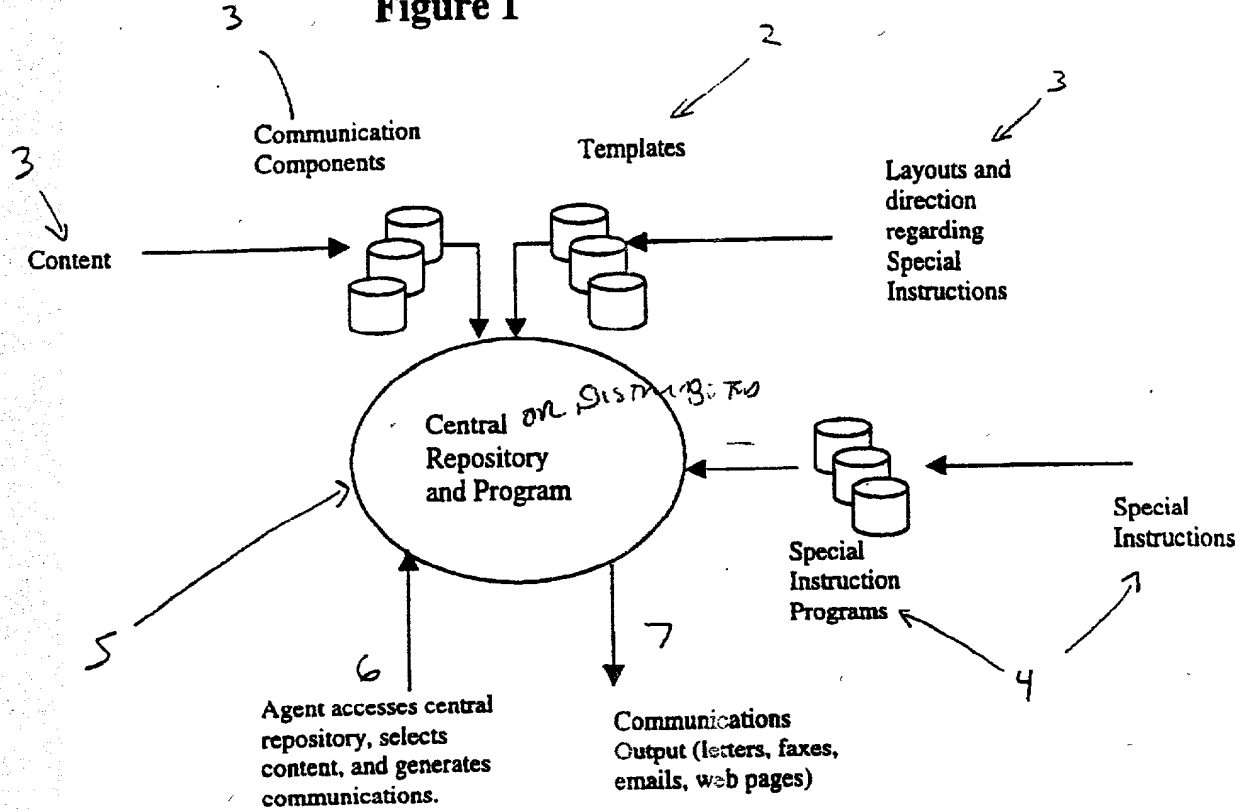 Figure 1
3
2
3
3
Communication
Components
Templates
Layouts and
direction
regarding
Special
Instructions
Content
Central or Distributed
Repository
and Program
Special
Instructions
Special
Instruction
Programs
5
6
7
4
Agent accesses central
repository, selects
content, and generates
communications.
Communications
Output (letters, faxes,
emails, web pages)